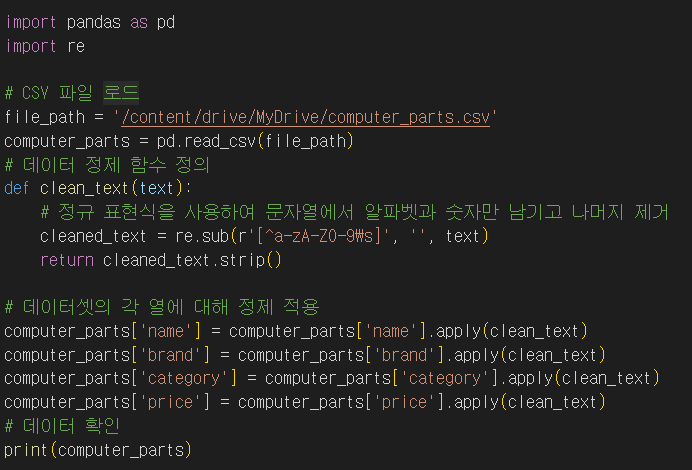 import pandas as pd
import re
# CSV 파일 로드
file_path = '/content/drive/MyDrive/computer_parts.csv'
computer_parts = pd.read_csv(file_path)
# 데이터 정제 함수 정의
def clean_text(text):
    # 정규 표현식을 사용하여 문자열에서 알파벳과 숫자만 남기고 나머지 제거
    cleaned_text = re.sub(r'[^a-zA-Z0-9₩s]', '', text)
    return cleaned_text.strip()
# 데이터셋의 각 열에 대해 정제 적용
computer_parts['name'] = computer_parts['name'].apply(clean_text)
computer_parts['brand'] = computer_parts['brand'].apply(clean_text)
computer_parts['category'] = computer_parts['category'].apply(clean_text)
computer_parts['price'] = computer_parts['price'].apply(clean_text)
# 데이터 확인
print(computer_parts)